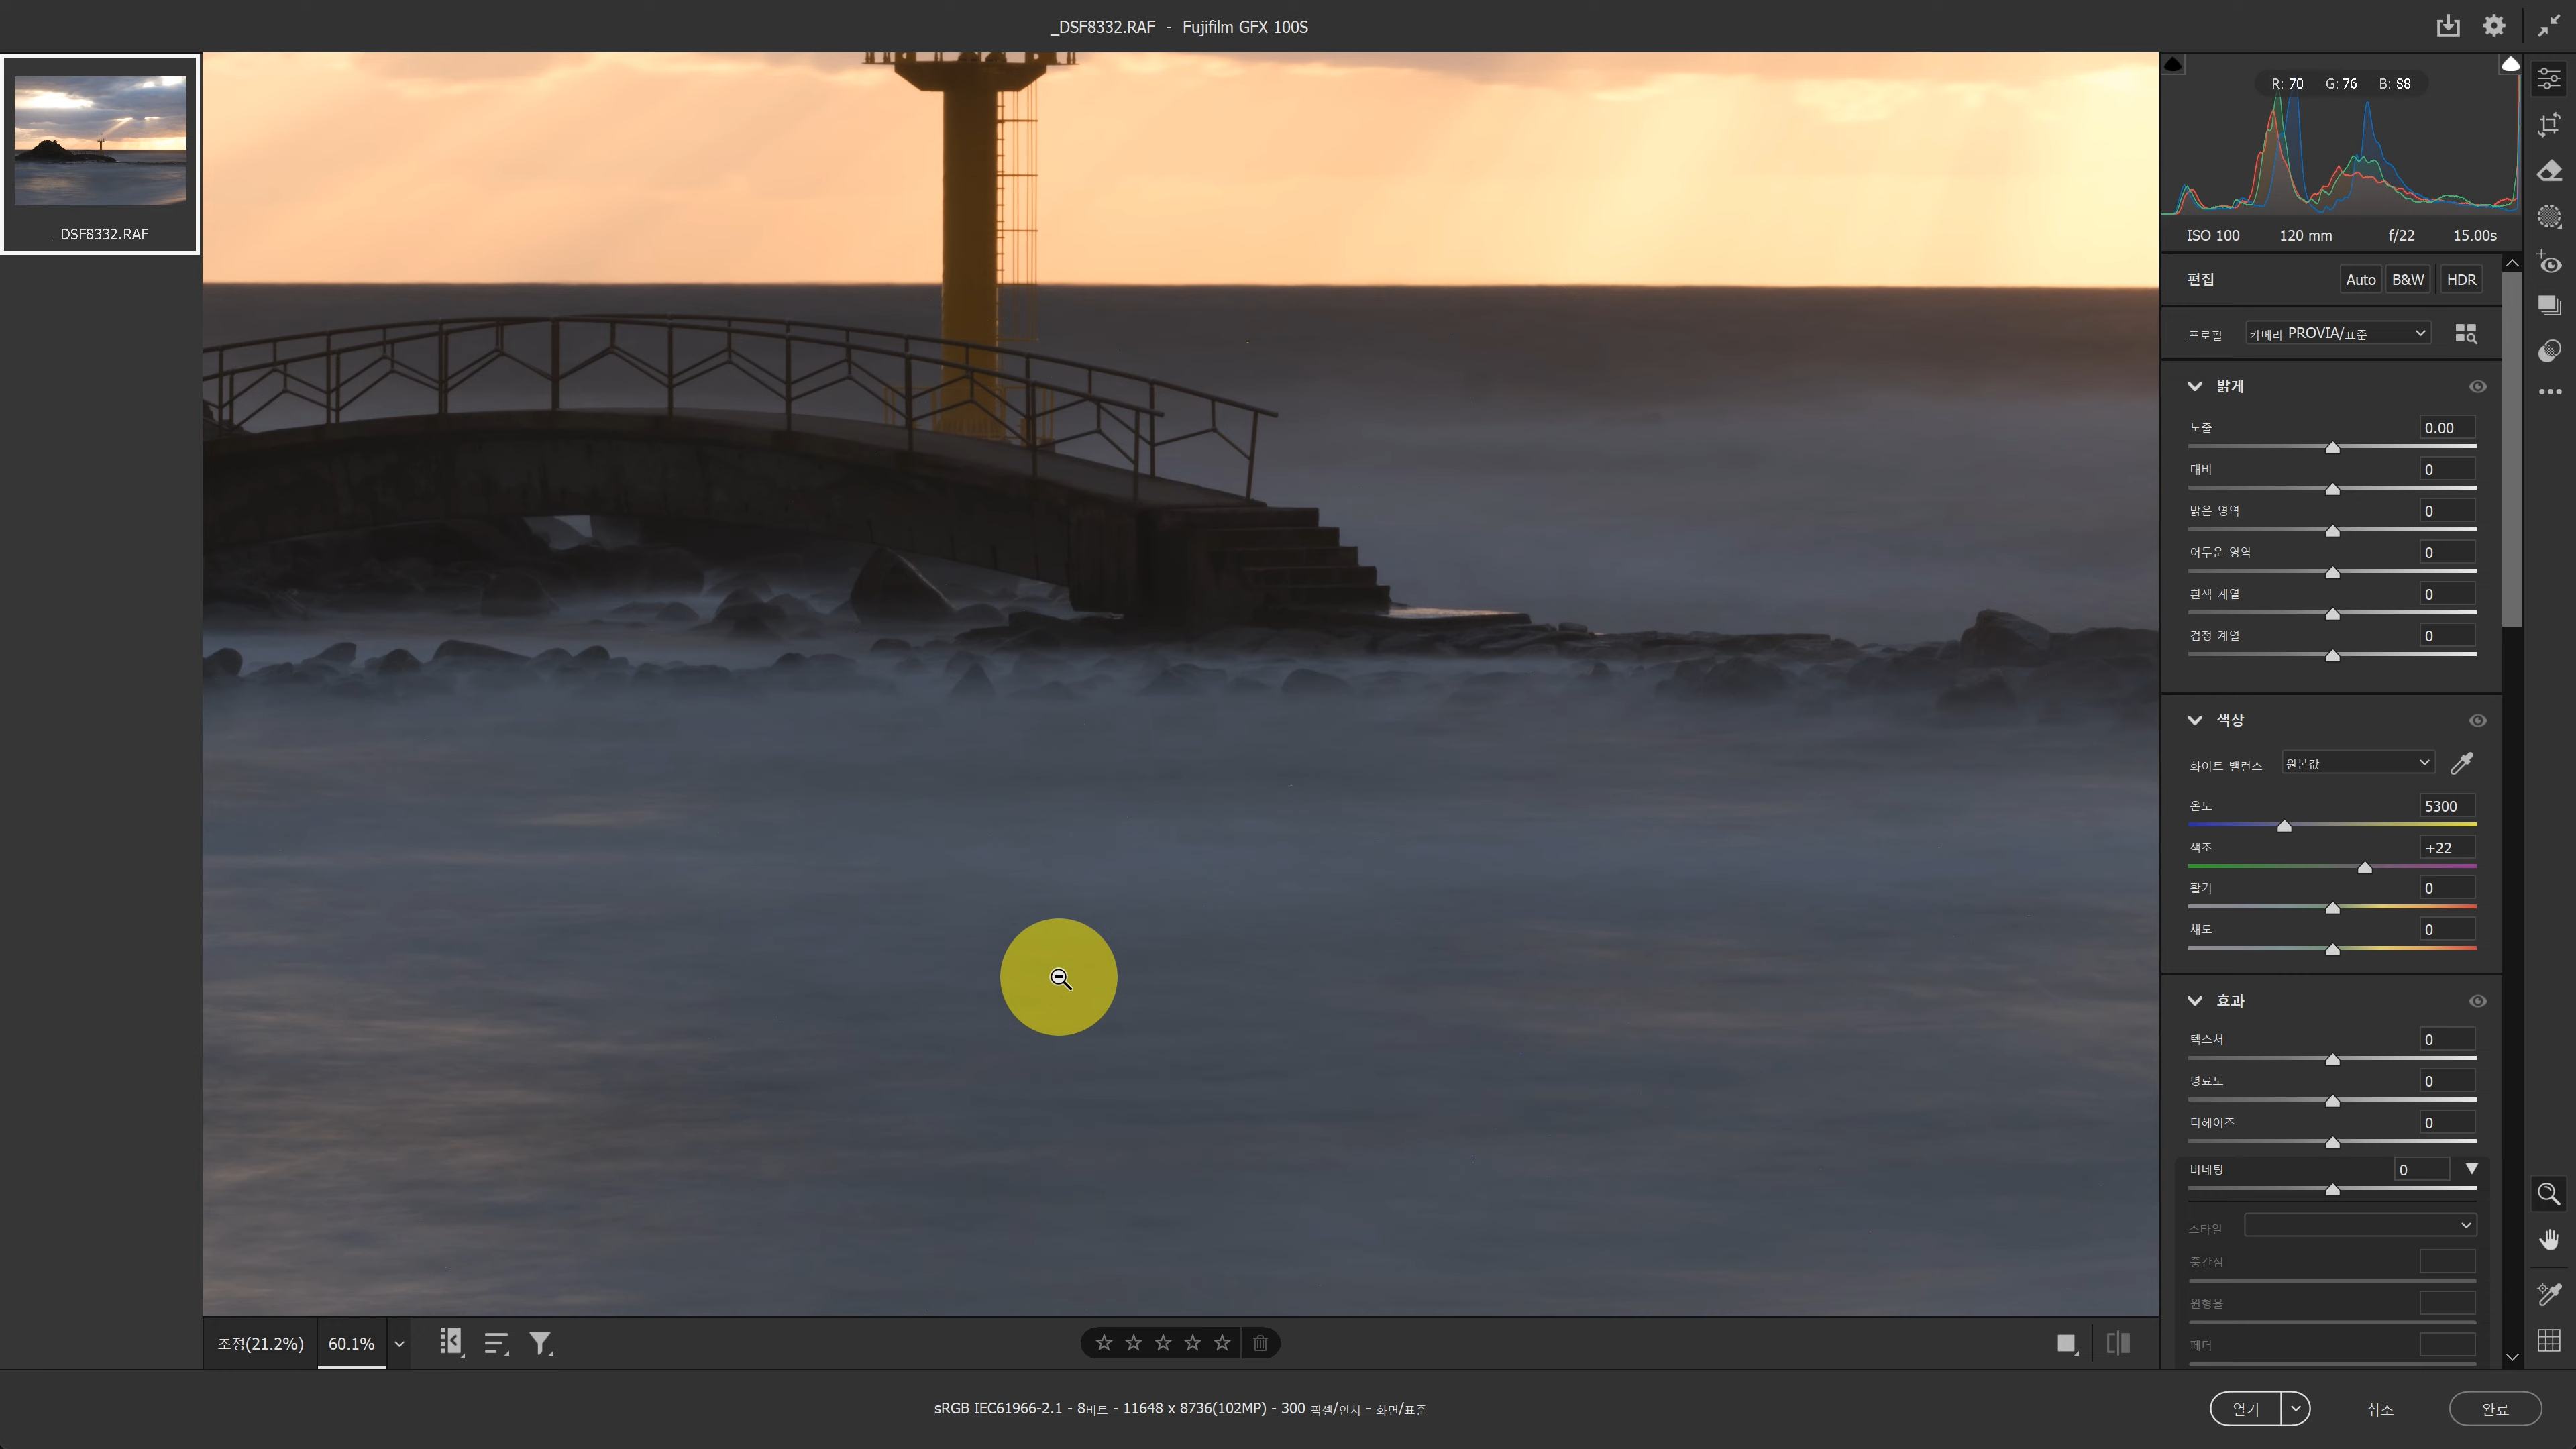 _DSF8332.RAF - Fujifilm GFX 100S
_DSF8332.RAF
R: 70 G: 76 B: 88
ISO 100 120 mm f/22 15.00s
편집 Auto B&W HDR
프로필 카메라 PROVIA/표준
밝게
노출 0.00
대비 0
밝은 영역 0
어두운 영역 0
흰색 계열 0
검정 계열 0
색상
화이트 밸런스 원본값
온도 5300
색조 +22
활기 0
채도 0
효과
텍스처 0
명료도 0
디헤이즈 0
비네팅 0
스타일
중간점
원형율
페더
조정(21.2%) 60.1%
sRGB IEC61966-2.1 - 8비트 - 11648 x 8736(102MP) - 300 픽셀/인치 - 화면/표준
열기 취소 완료